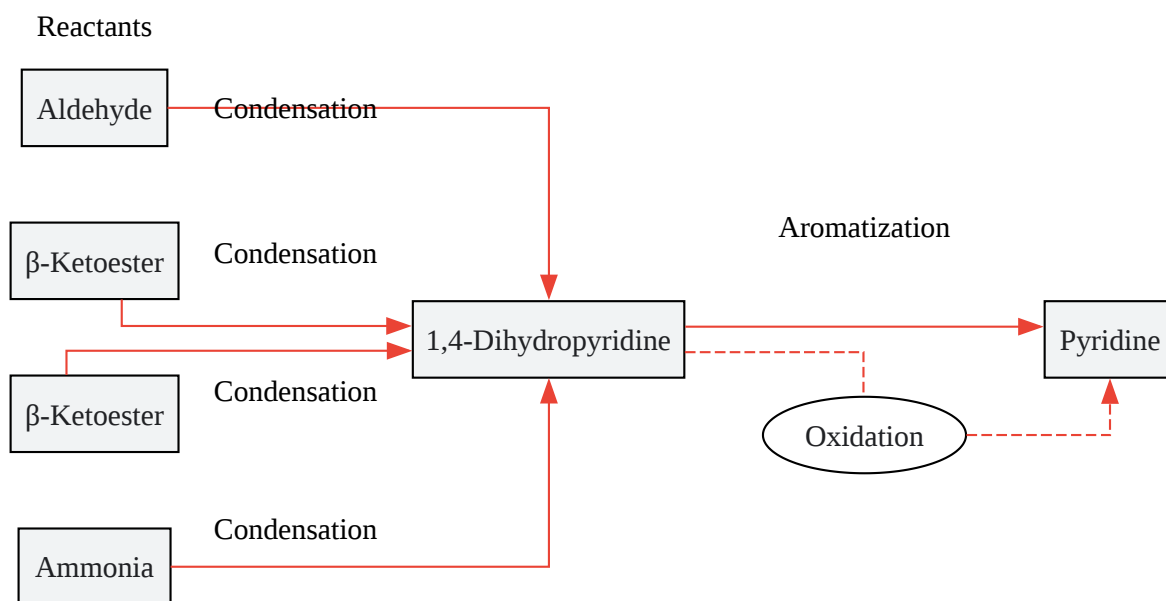 Reactants
Aldehyde
Condensation
β-Ketoester
Condensation
Aromatization
1,4-Dihydropyridine
Pyridine
β-Ketoester
Condensation
Oxidation
Ammonia
Condensation